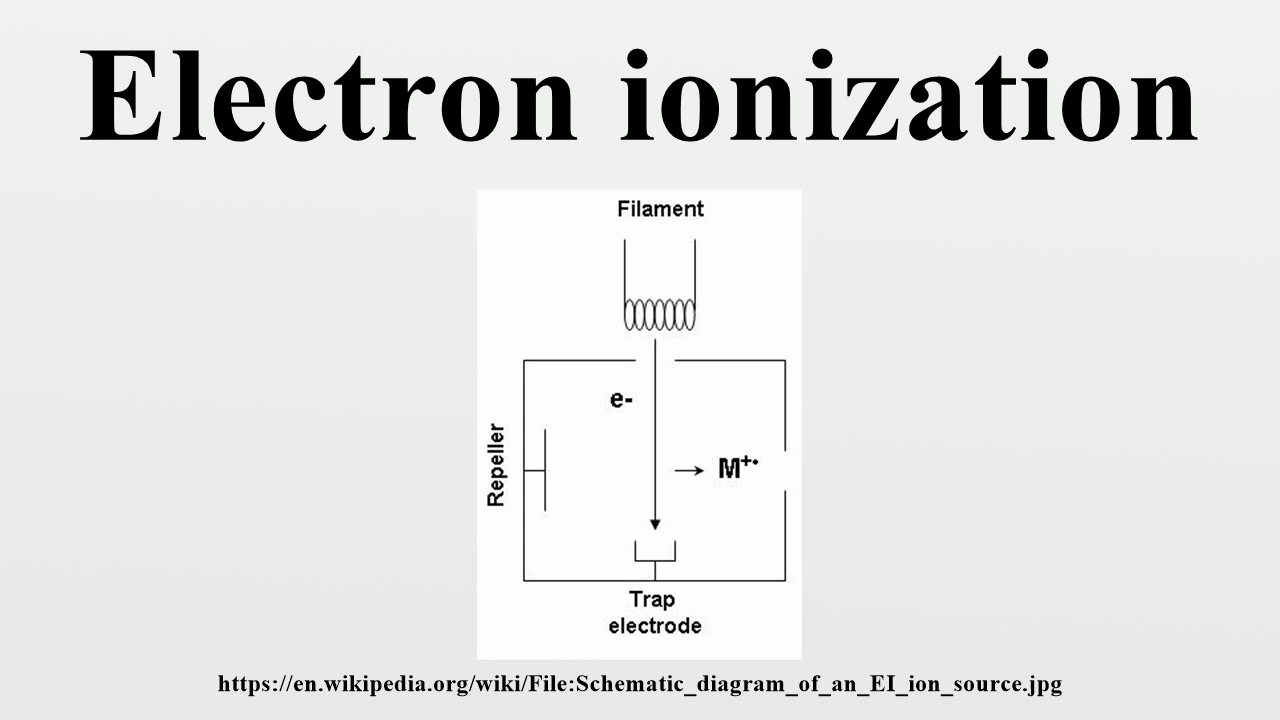 Electron ionization
Filament
e-
Repeller
M+•
Trap
electrode
https://en.wikipedia.org/wiki/File:Schematic_diagram_of_an_EI_ion_source.jpg